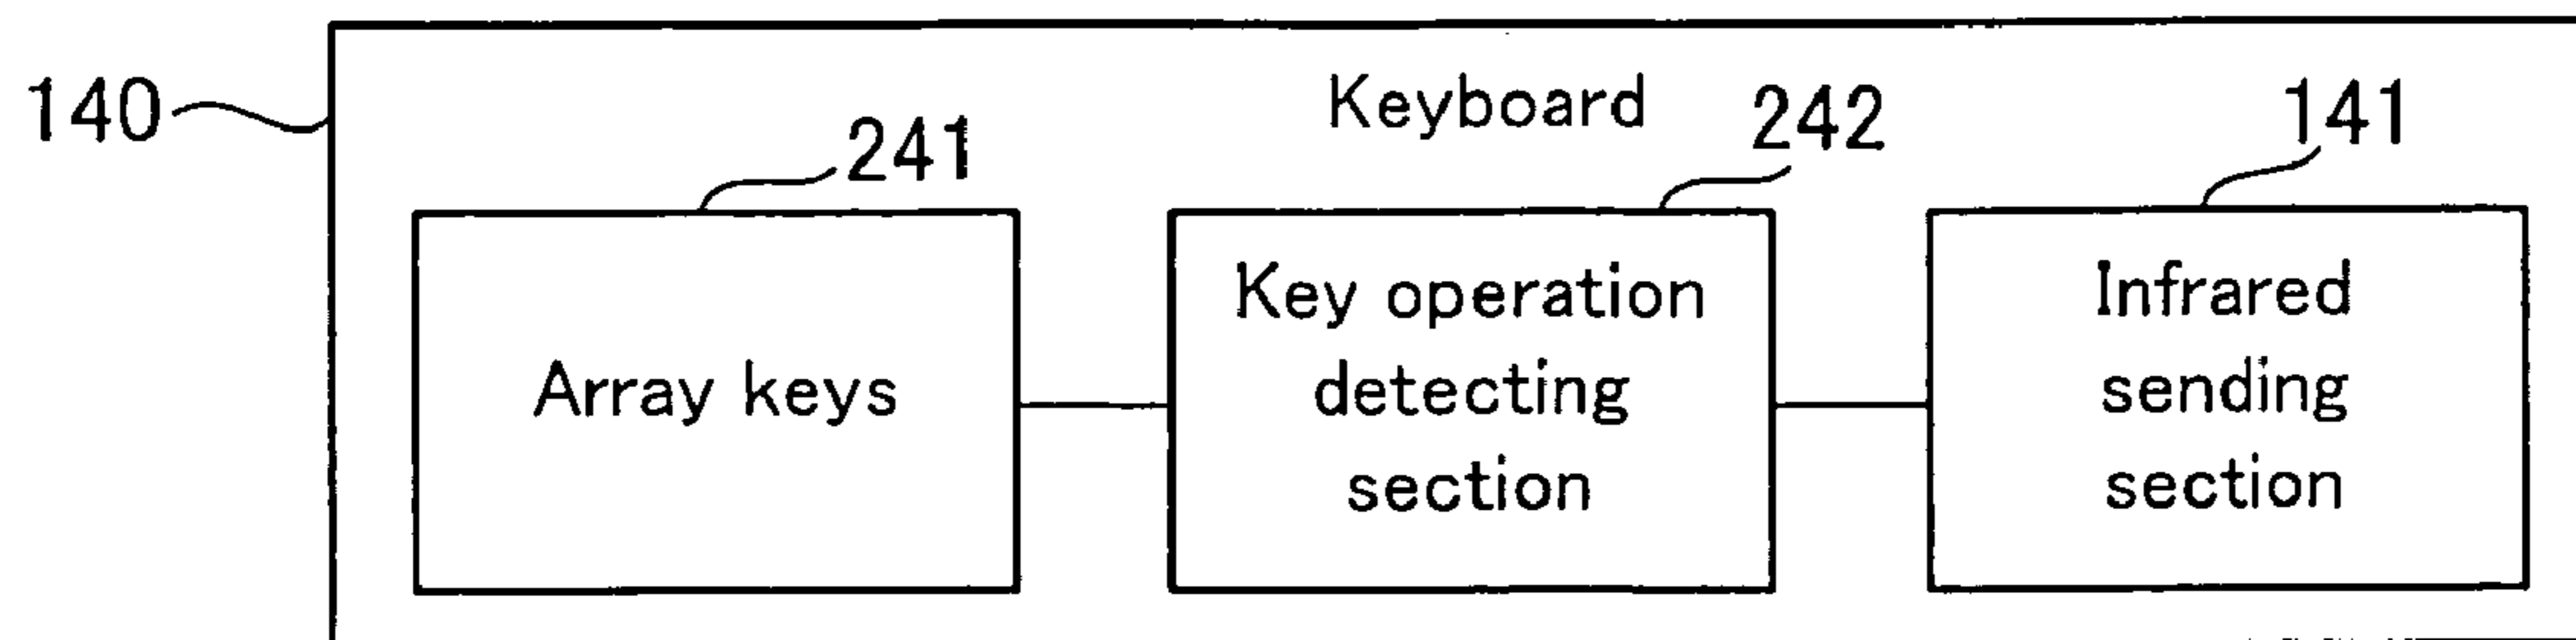 140
Keyboard
241
242
141
Array keys
Key operation
detecting
section
Infrared
sending
section